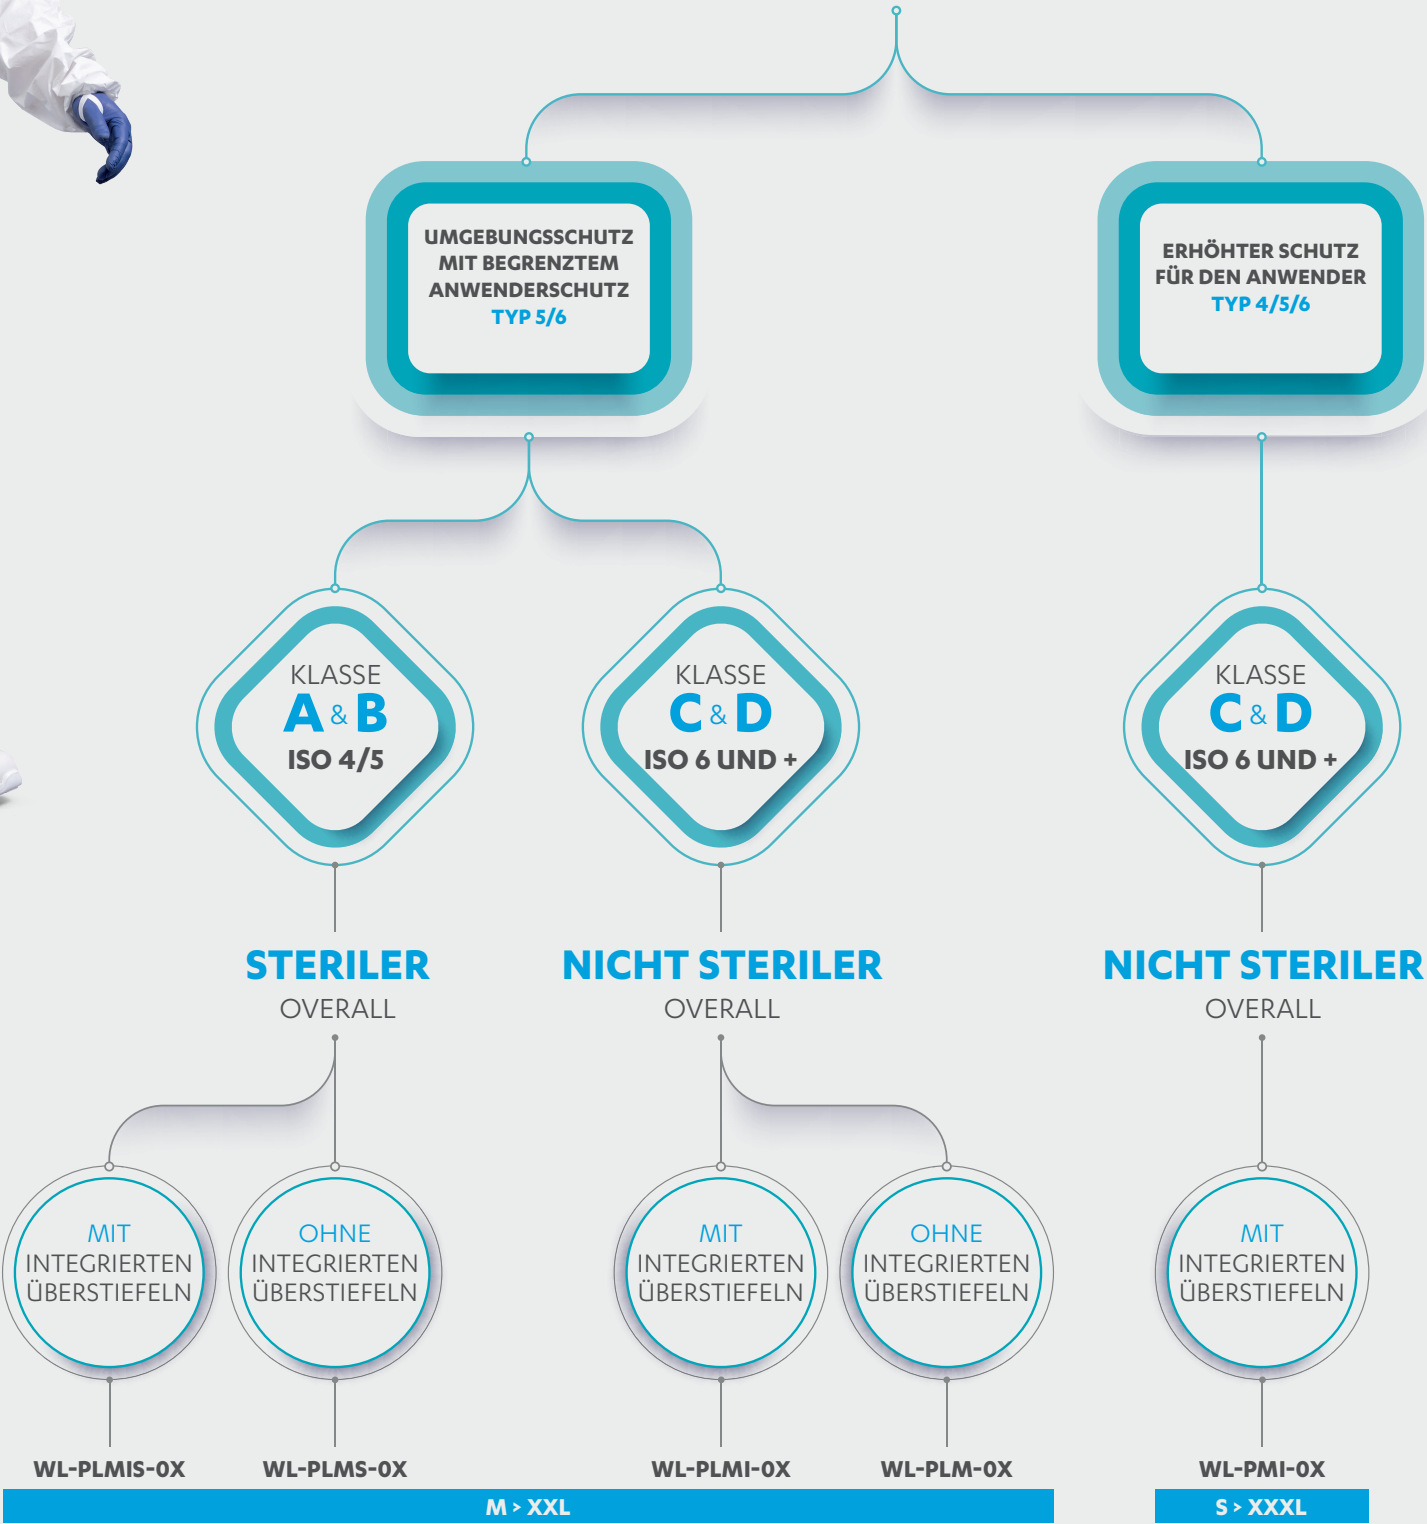 UMGEBUNGSSCHUTZ
MIT BEGRENZTEM
ANWENDERSCHUTZ
TYP 5/6
ERHÖHTER SCHUTZ
FÜR DEN ANWENDER
TYP 4/5/6
KLASSE
A & B
ISO 4/5
KLASSE
C & D
ISO 6 UND +
KLASSE
C & D
ISO 6 UND +
STERILER
OVERALL
NICHT STERILER
OVERALL
NICHT STERILER
OVERALL
MIT
INTEGRIERTEN
ÜBERSTIEFELN
OHNE
INTEGRIERTEN
ÜBERSTIEFELN
MIT
INTEGRIERTEN
ÜBERSTIEFELN
OHNE
INTEGRIERTEN
ÜBERSTIEFELN
MIT
INTEGRIERTEN
ÜBERSTIEFELN
WL-PLMIS-0X
WL-PLMS-0X
WL-PLMI-0X
WL-PLM-0X
WL-PMI-0X
M > XXL
S > XXXL